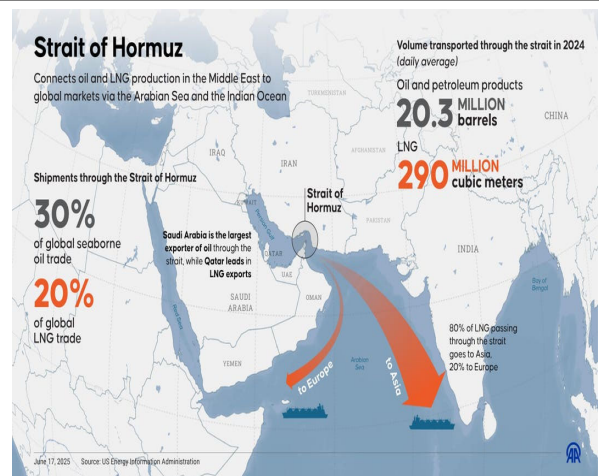 Strait of Hormuz
Connects oil and LNG production in the Middle East to
global markets via the Arabian Sea and the Indian Ocean
Volume transported through the strait in 2024
(daily average)
Oil and petroleum products
20.3 MILLION
barrels
LNG
290 MILLION
cubic meters
Shipments through the Strait of Hormuz
30%
of global seaborne
oil trade
20%
of global
LNG trade
TURKMENISTAN
CHINA
IRAQ
IRAN
AFGHANISTAN
KUWAIT
Persian Gulf
Strait of
Hormuz
PAKISTAN
Saudi Arabia is the largest
exporter of oil through the
strait, while Qatar leads in
LNG exports
QATAR
UAE
INDIA
SAUDI
ARABIA
OMAN
Bay of
Bengal
YEMEN
Arabian
Sea
to Europe
to Asia
80% of LNG passing
through the strait
goes to Asia,
20% to Europe
June 17, 2025
Source: US Energy Information Administration
AA